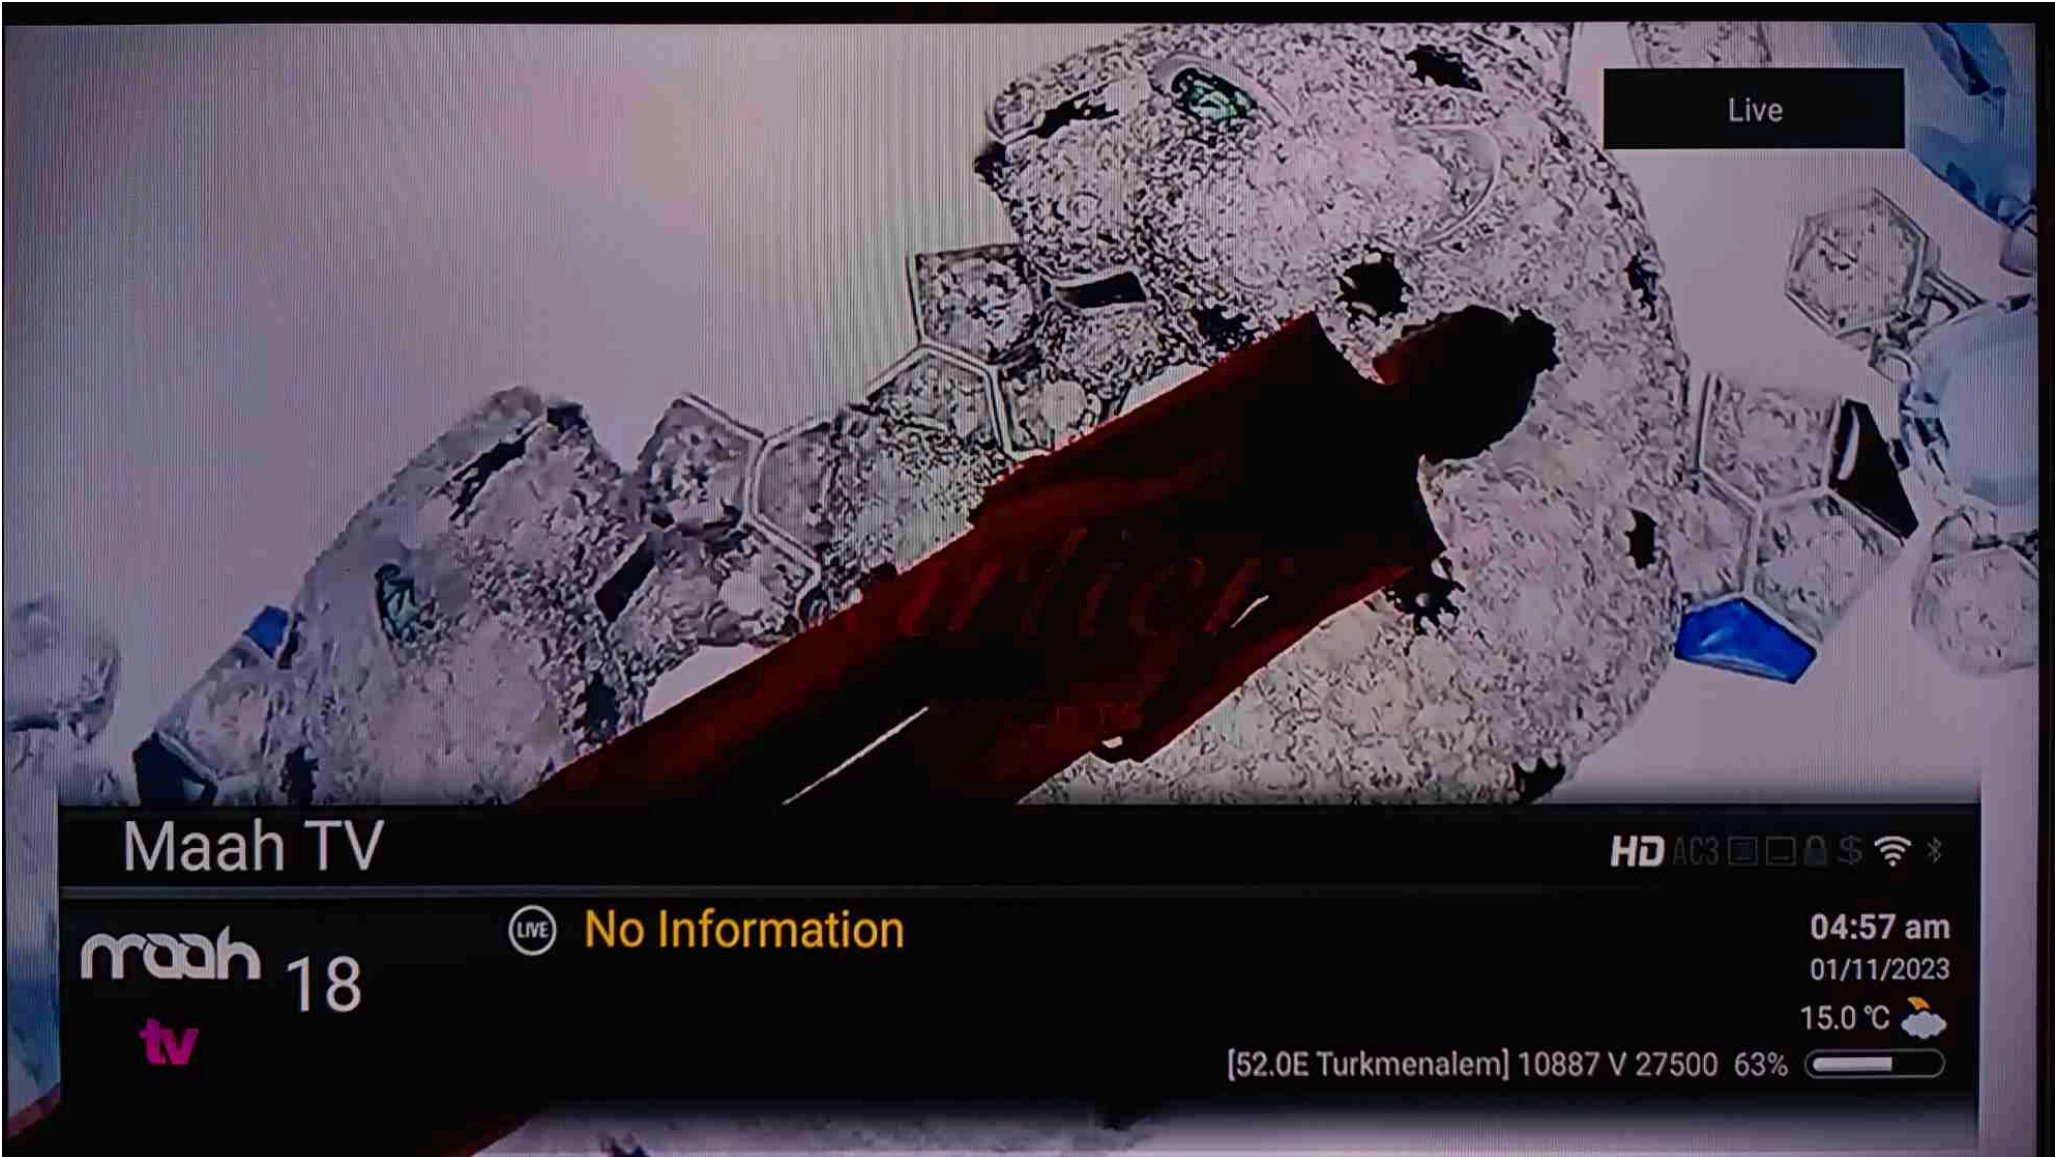 Live
Maah TV
HD AC3 $
maah
tv
18
LIVE No Information
04:57 am
01/11/2023
15.0 °C
[52.0E Turkmenalem] 10887 V 27500 63%